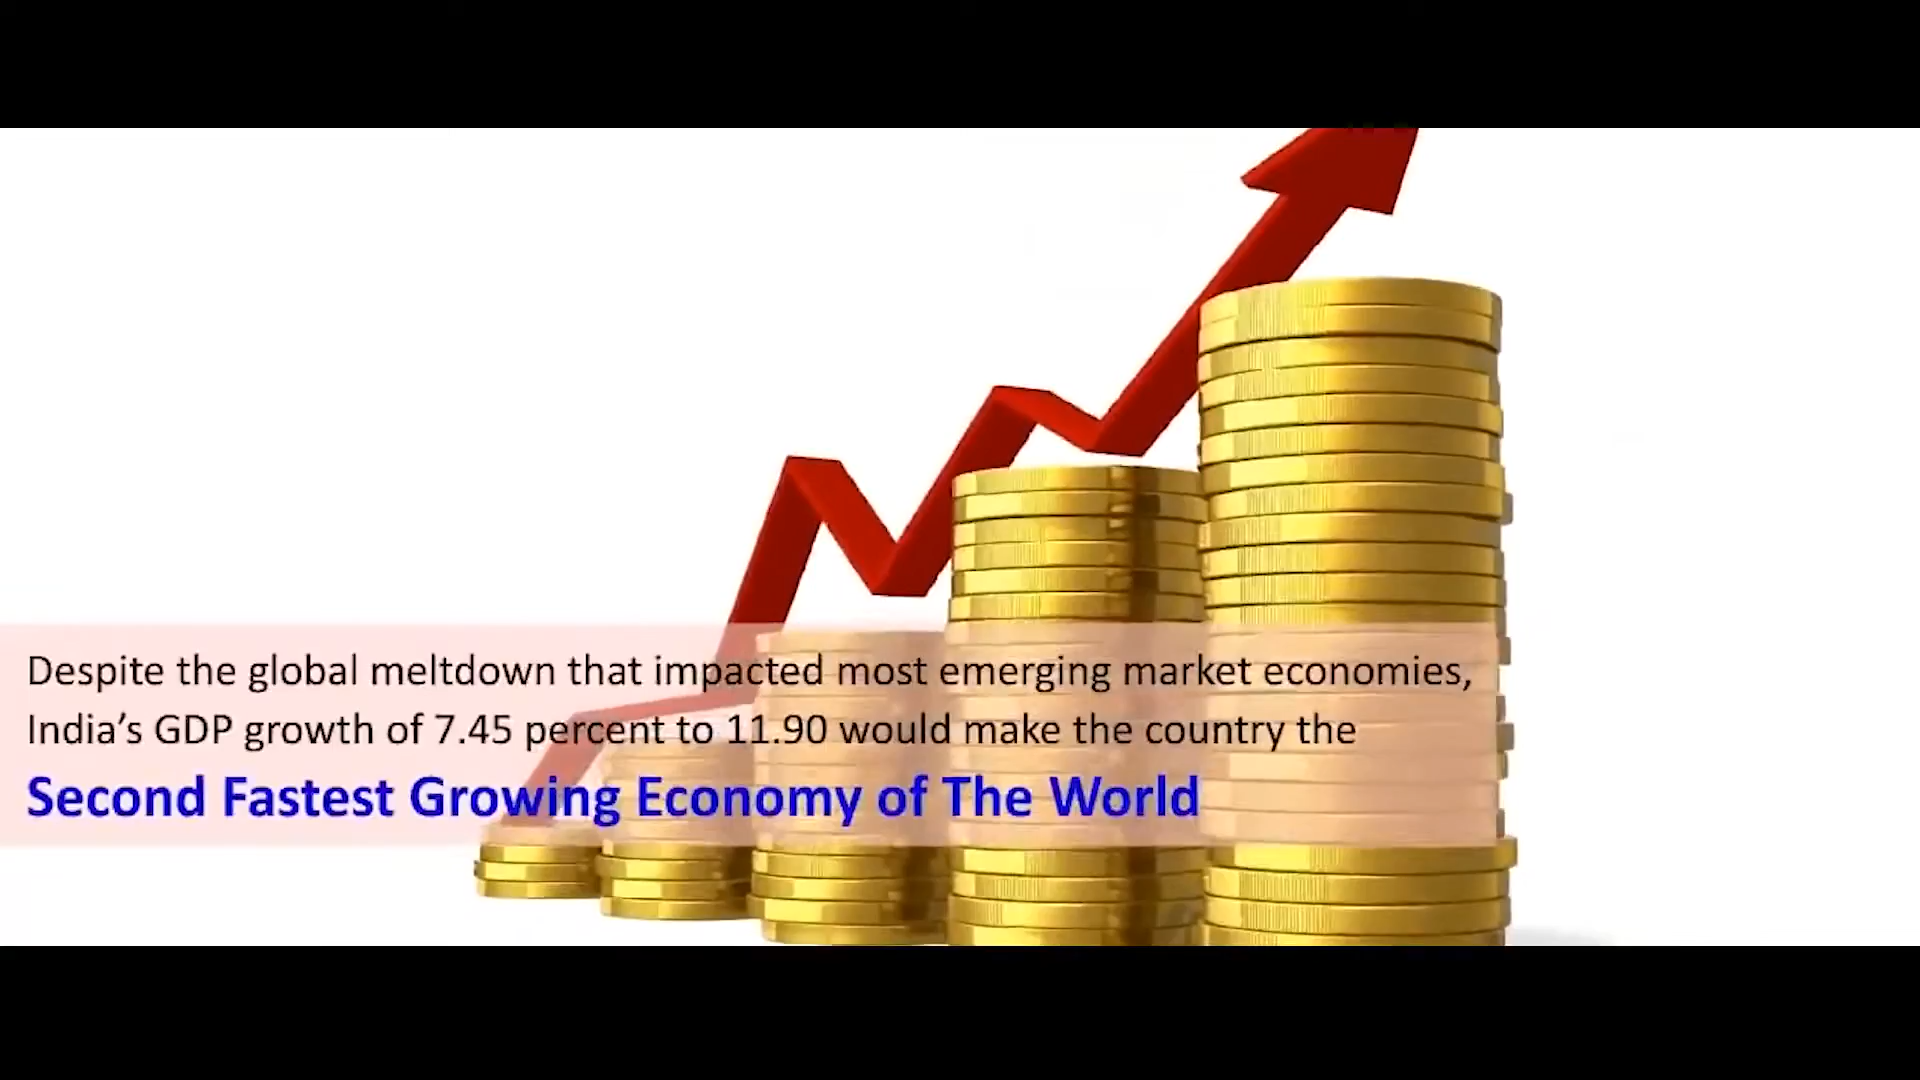 Despite the global meltdown that impacted most emerging market economies,
India’s GDP growth of 7.45 percent to 11.90 would make the country the
Second Fastest Growing Economy of The World